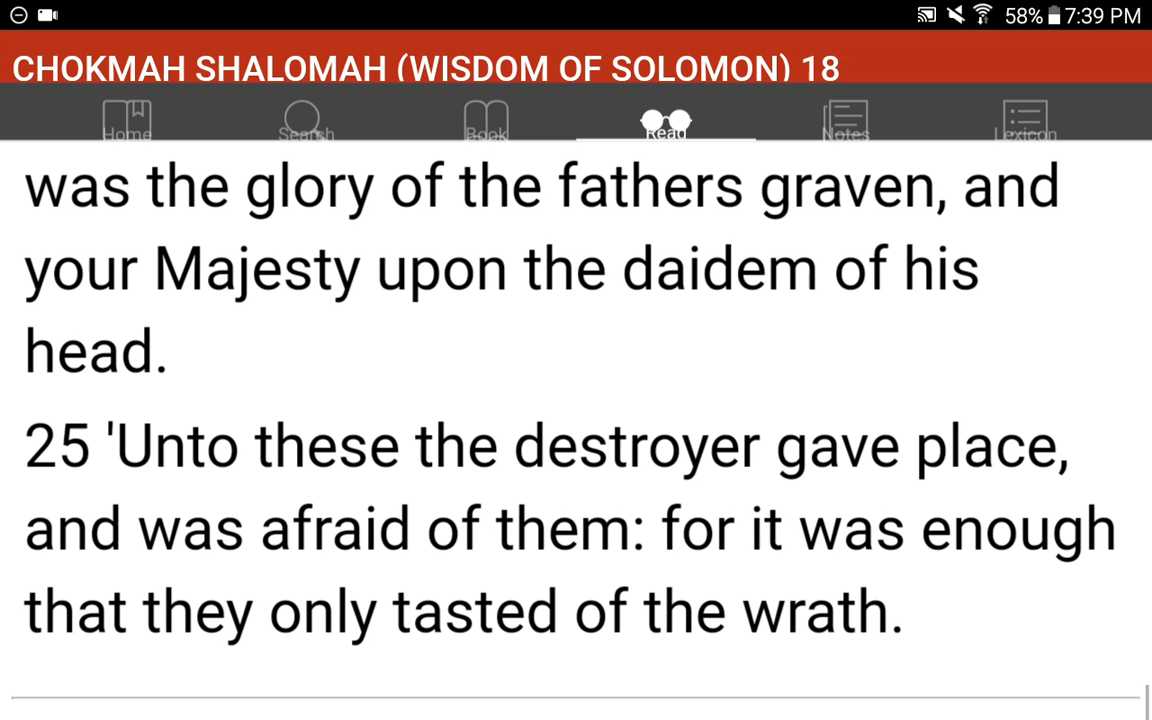 58% 7:39 PM
CHOKMAH SHALOMAH (WISDOM OF SOLOMON) 18
Home Search Book Read Notes Lexicon
was the glory of the fathers graven, and
your Majesty upon the daidem of his
head.
25 'Unto these the destroyer gave place,
and was afraid of them: for it was enough
that they only tasted of the wrath.